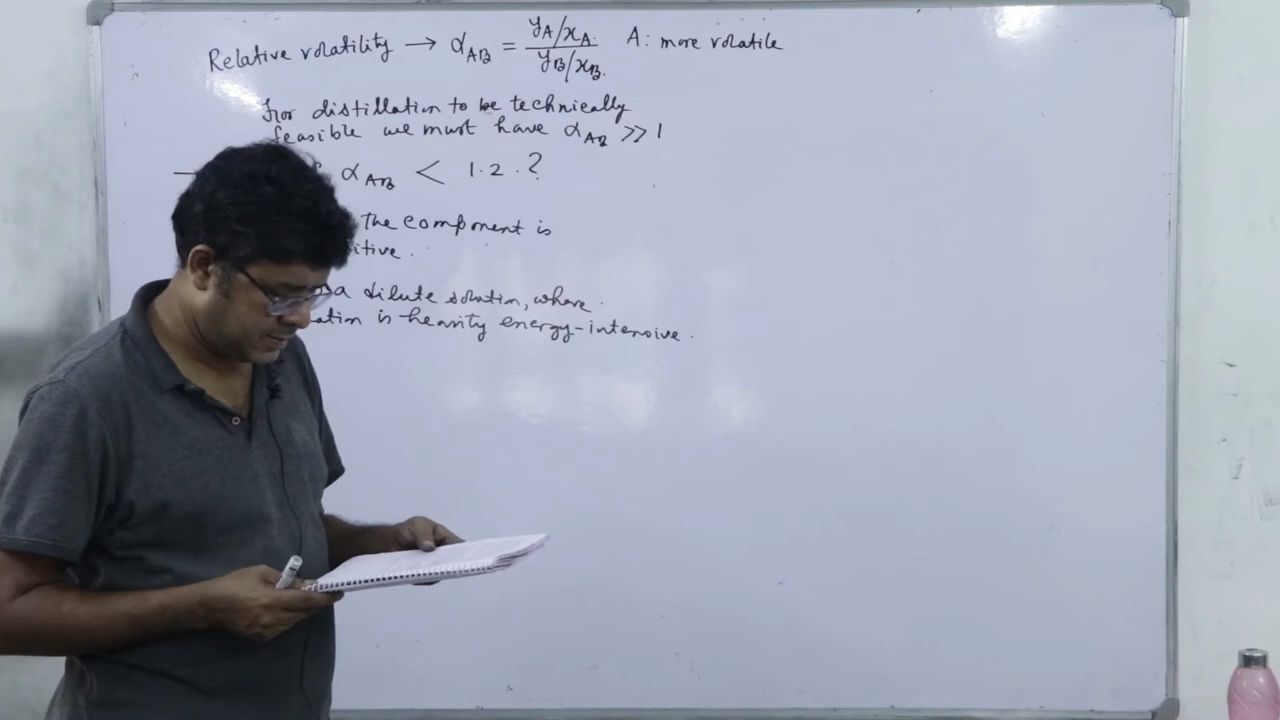 Relative volatility → α_AB = (y_A/x_A.)/(y_B/x_B.) A: more volatile
For distillation to be technically
feasible we must have α_AB >> 1
α_AB < 1.2.?
The component is
itive.
a dilute solution, where.
ation is heavily energy-intensive.